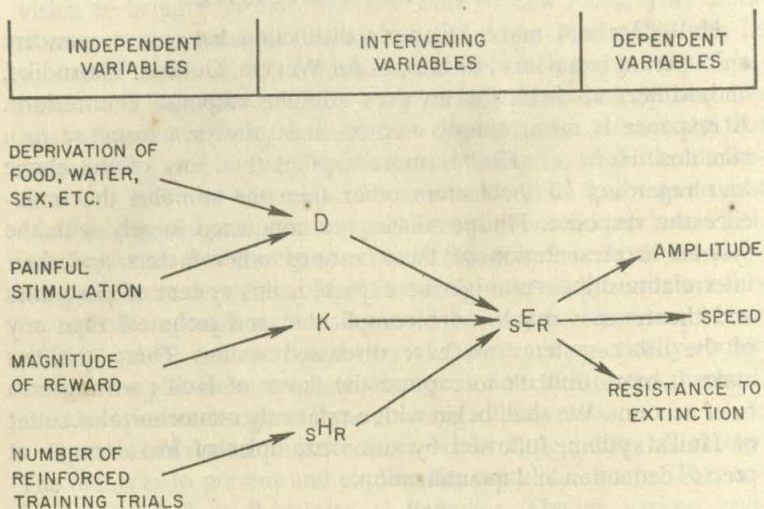 INDEPENDENT
VARIABLES
INTERVENING
VARIABLES
DEPENDENT
VARIABLES
DEPRIVATION OF
FOOD, WATER,
SEX, ETC.
PAINFUL
STIMULATION
MAGNITUDE
OF REWARD
NUMBER OF
REINFORCED
TRAINING TRIALS
D
K
sHR
sER
AMPLITUDE
SPEED
RESISTANCE TO
EXTINCTION